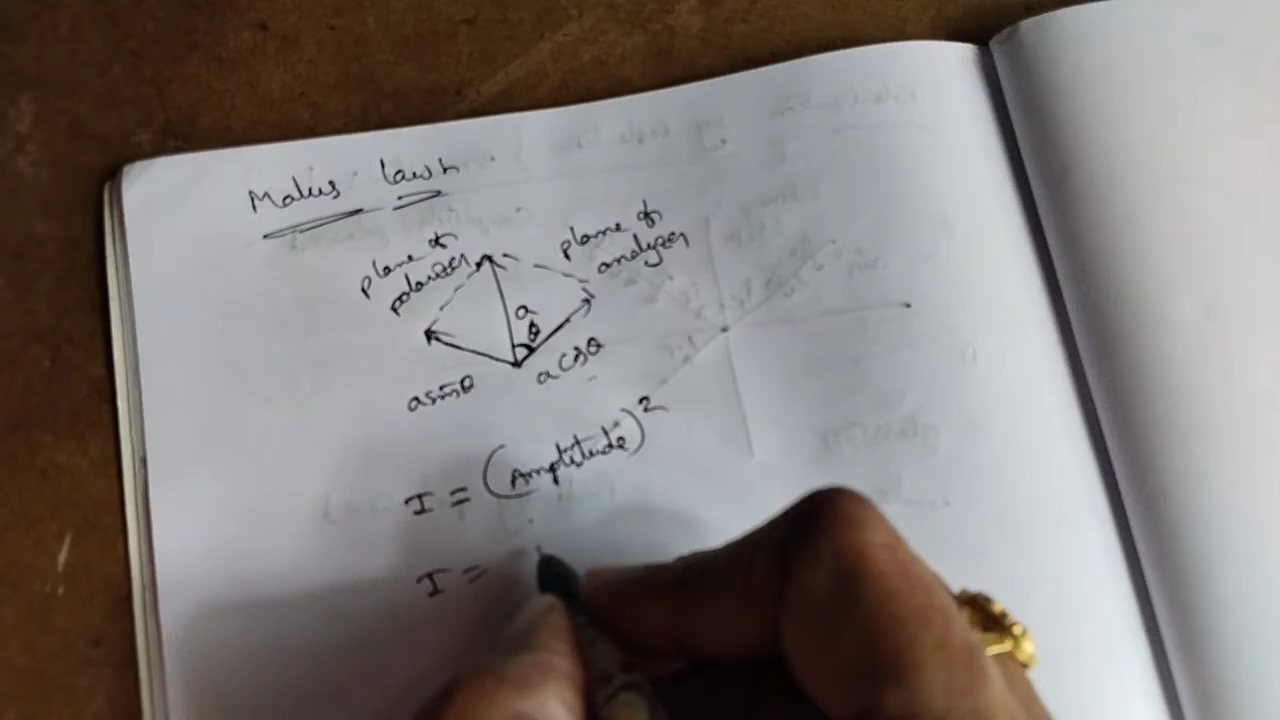 Malus law
plane of
polarizer
plane of
analyzer
a
θ
a sinθ
a cosθ
I = (Amplitude)²
I =